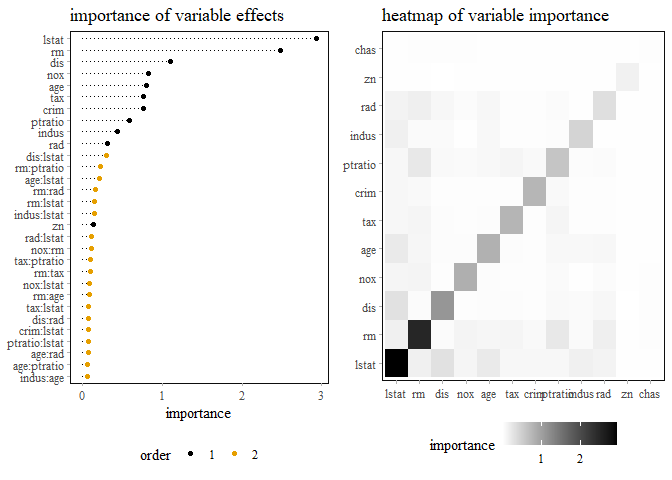 importance of variable effects
lstat
rm
dis
nox
age
tax
crim
ptratio
indus
rad
dis:lstat
rm:ptratio
age:lstat
rm:rad
rm:lstat
indus:lstat
zn
rad:lstat
nox:rm
tax:ptratio
rm:tax
nox:lstat
rm:age
tax:lstat
dis:rad
crim:lstat
ptratio:lstat
age:rad
age:ptratio
indus:age
0 1 2 3
importance
order 1 2
heatmap of variable importance
chas
zn
rad
indus
ptratio
crim
tax
age
nox
dis
rm
lstat
lstat rm dis nox age tax crim ptratio indus rad zn chas
importance
1 2